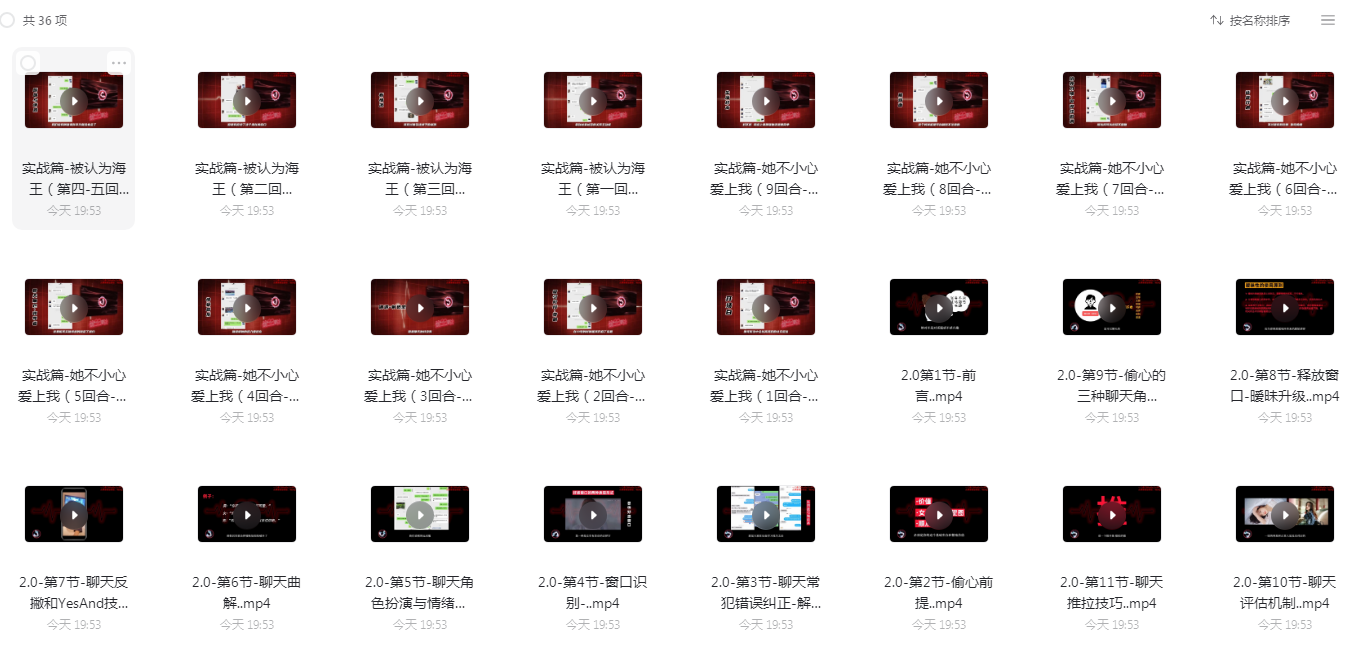 共 36 项
按名称排序
实战篇-被认为海
王（第四-五回...
今天 19:53
实战篇-被认为海
王（第二回...
今天 19:53
实战篇-被认为海
王（第三回...
今天 19:53
实战篇-被认为海
王（第一回...
今天 19:53
实战篇-她不小心
爱上我（9回合-...
今天 19:53
实战篇-她不小心
爱上我（8回合-...
今天 19:53
实战篇-她不小心
爱上我（7回合-...
今天 19:53
实战篇-她不小心
爱上我（6回合-...
今天 19:53
实战篇-她不小心
爱上我（5回合-...
今天 19:53
实战篇-她不小心
爱上我（4回合-...
今天 19:53
实战篇-她不小心
爱上我（3回合-...
今天 19:53
实战篇-她不小心
爱上我（2回合-...
今天 19:53
实战篇-她不小心
爱上我（1回合-...
今天 19:53
2.0第1节-前
言..mp4
今天 19:53
2.0-第9节-偷心的
三种聊天角...
今天 19:53
2.0-第8节-释放窗
口-暧昧升级..mp4
今天 19:53
2.0-第7节-聊天反
撇和YesAnd技...
今天 19:53
2.0-第6节-聊天曲
解..mp4
今天 19:53
2.0-第5节-聊天角
色扮演与情绪...
今天 19:53
2.0-第4节-窗口识
别-..mp4
今天 19:53
2.0-第3节-聊天常
犯错误纠正-解...
今天 19:53
2.0-第2节-偷心前
提..mp4
今天 19:53
2.0-第11节-聊天
推拉技巧..mp4
今天 19:53
2.0-第10节-聊天
评估机制..mp4
今天 19:53